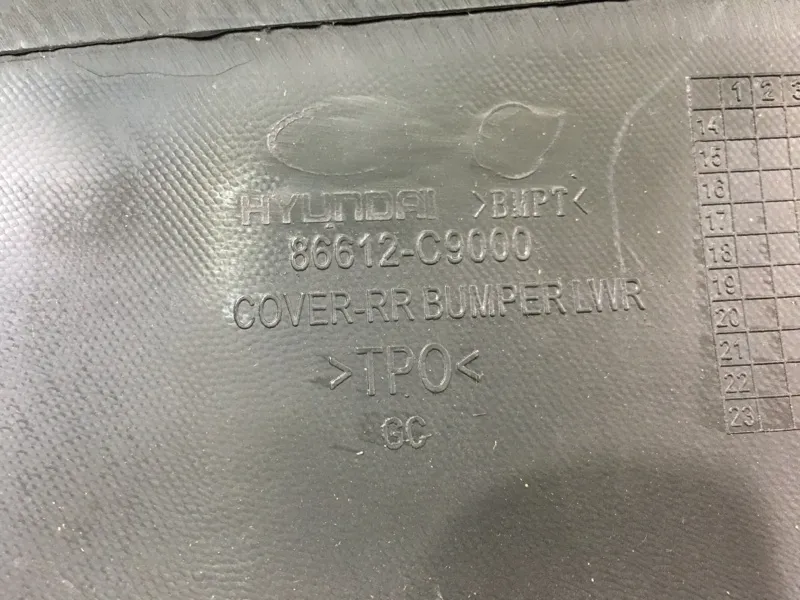 HYUNDAI >BMPT<
86612-C9000
COVER-RR BUMPER LWR
>TPO<
GC
1 2 3
14
15
16
17
18
19
20
21
22
23